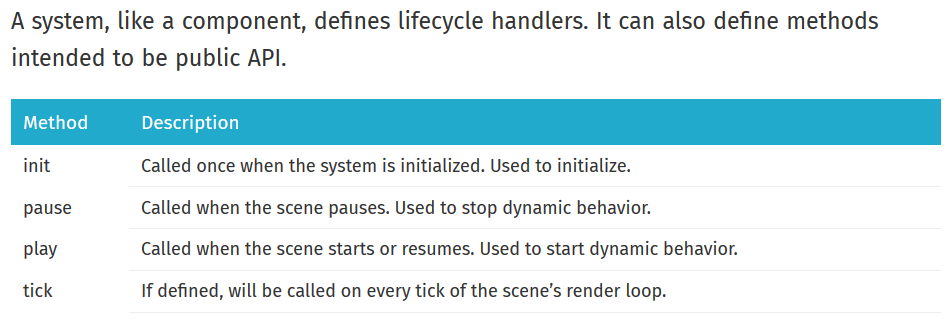 A system, like a component, defines lifecycle handlers. It can also define methods
intended to be public API.
Method Description
init Called once when the system is initialized. Used to initialize.
pause Called when the scene pauses. Used to stop dynamic behavior.
play Called when the scene starts or resumes. Used to start dynamic behavior.
tick If defined, will be called on every tick of the scene’s render loop.